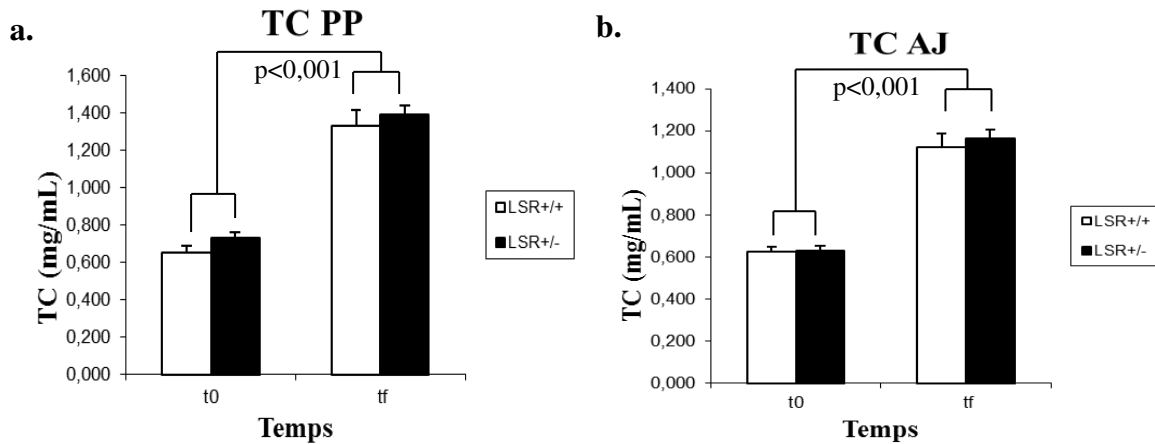 a.
TC PP
p<0,001
1,600
1,400
1,200
1,000
0,800
0,600
0,400
0,200
0,000
TC (mg/mL)
t0
tf
Temps
LSR+/+
LSR+/-
b.
TC AJ
p<0,001
1,400
1,200
1,000
0,800
0,600
0,400
0,200
0,000
TC (mg/mL)
t0
tf
Temps
LSR+/+
LSR+/-